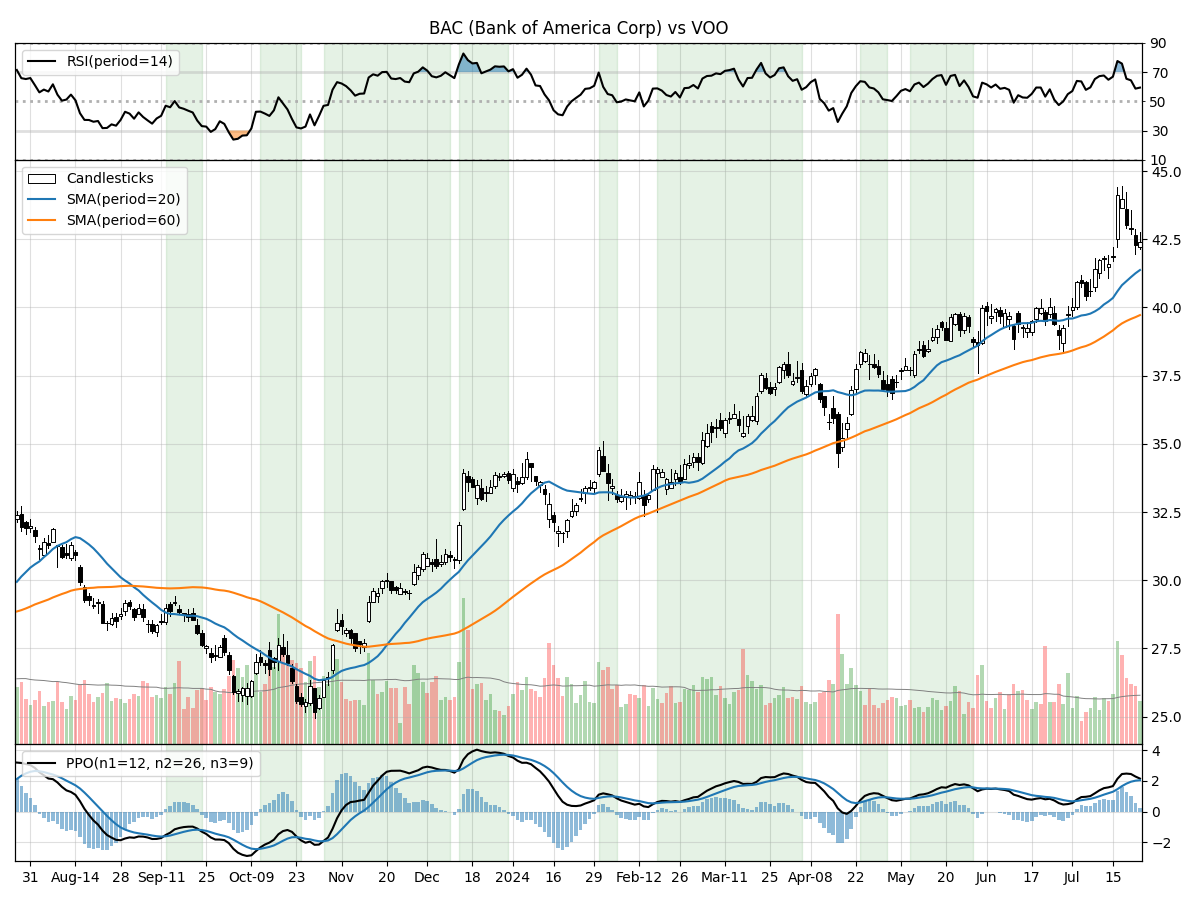 BAC (Bank of America Corp) vs VOO
RSI(period=14)
90
70
50
30
10
Candlesticks
SMA(period=20)
SMA(period=60)
45.0
42.5
40.0
37.5
35.0
32.5
30.0
27.5
25.0
PPO(n1=12, n2=26, n3=9)
4
2
0
−2
31 Aug-14 28 Sep-11 25 Oct-09 23 Nov 20 Dec 18 2024 16 29 Feb-12 26 Mar-11 25 Apr-08 22 May 20 Jun 17 Jul 15